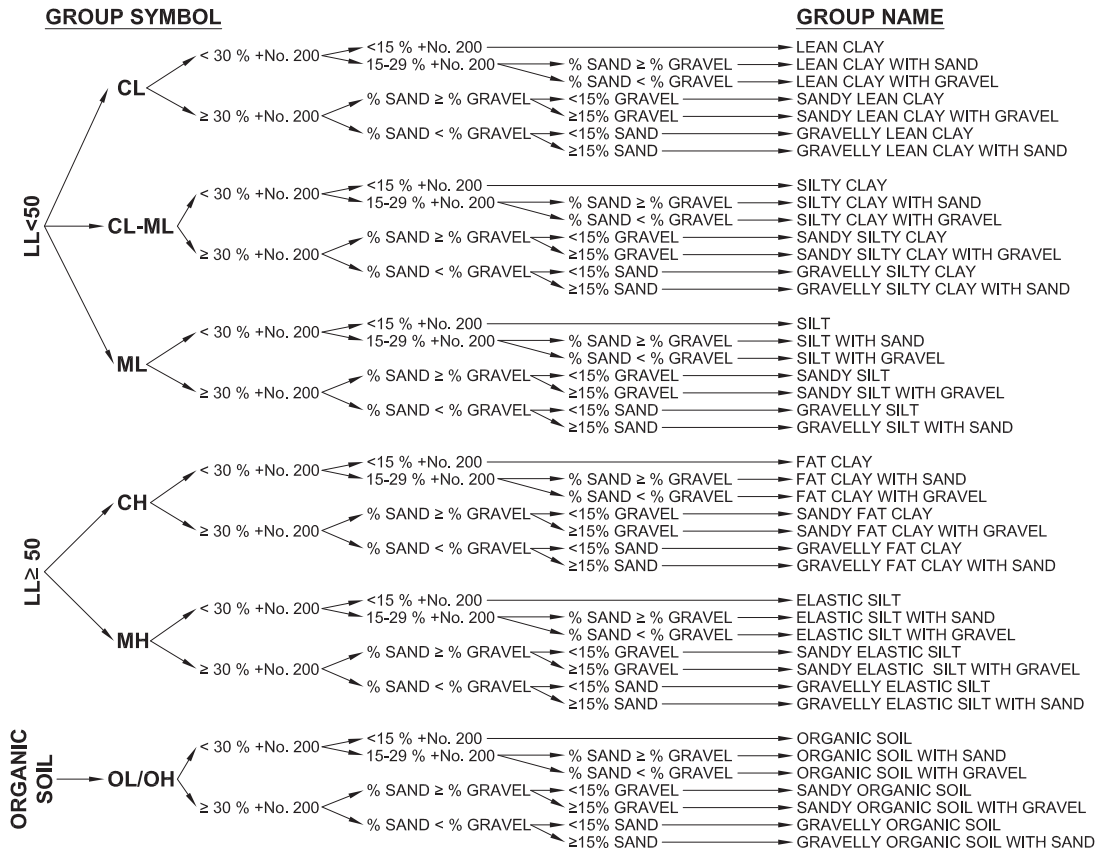 GROUP SYMBOL
GROUP NAME
LL<50
CL
< 30 % +No. 200
<15 % +No. 200
LEAN CLAY
15-29 % +No. 200
% SAND ≥ % GRAVEL
LEAN CLAY WITH SAND
% SAND < % GRAVEL
LEAN CLAY WITH GRAVEL
≥ 30 % +No. 200
% SAND ≥ % GRAVEL
<15% GRAVEL
SANDY LEAN CLAY
≥15% GRAVEL
SANDY LEAN CLAY WITH GRAVEL
% SAND < % GRAVEL
<15% SAND
GRAVELLY LEAN CLAY
≥15% SAND
GRAVELLY LEAN CLAY WITH SAND
CL-ML
< 30 % +No. 200
<15 % +No. 200
SILTY CLAY
15-29 % +No. 200
% SAND ≥ % GRAVEL
SILTY CLAY WITH SAND
% SAND < % GRAVEL
SILTY CLAY WITH GRAVEL
≥ 30 % +No. 200
% SAND ≥ % GRAVEL
<15% GRAVEL
SANDY SILTY CLAY
≥15% GRAVEL
SANDY SILTY CLAY WITH GRAVEL
% SAND < % GRAVEL
<15% SAND
GRAVELLY SILTY CLAY
≥15% SAND
GRAVELLY SILTY CLAY WITH SAND
ML
< 30 % +No. 200
<15 % +No. 200
SILT
15-29 % +No. 200
% SAND ≥ % GRAVEL
SILT WITH SAND
% SAND < % GRAVEL
SILT WITH GRAVEL
≥ 30 % +No. 200
% SAND ≥ % GRAVEL
<15% GRAVEL
SANDY SILT
≥15% GRAVEL
SANDY SILT WITH GRAVEL
% SAND < % GRAVEL
<15% SAND
GRAVELLY SILT
≥15% SAND
GRAVELLY SILT WITH SAND
LL≥ 50
CH
< 30 % +No. 200
<15 % +No. 200
FAT CLAY
15-29 % +No. 200
% SAND ≥ % GRAVEL
FAT CLAY WITH SAND
% SAND < % GRAVEL
FAT CLAY WITH GRAVEL
≥ 30 % +No. 200
% SAND ≥ % GRAVEL
<15% GRAVEL
SANDY FAT CLAY
≥15% GRAVEL
SANDY FAT CLAY WITH GRAVEL
% SAND < % GRAVEL
<15% SAND
GRAVELLY FAT CLAY
≥15% SAND
GRAVELLY FAT CLAY WITH SAND
MH
< 30 % +No. 200
<15 % +No. 200
ELASTIC SILT
15-29 % +No. 200
% SAND ≥ % GRAVEL
ELASTIC SILT WITH SAND
% SAND < % GRAVEL
ELASTIC SILT WITH GRAVEL
≥ 30 % +No. 200
% SAND ≥ % GRAVEL
<15% GRAVEL
SANDY ELASTIC SILT
≥15% GRAVEL
SANDY ELASTIC SILT WITH GRAVEL
% SAND < % GRAVEL
<15% SAND
GRAVELLY ELASTIC SILT
≥15% SAND
GRAVELLY ELASTIC SILT WITH SAND
ORGANIC
SOIL
OL/OH
< 30 % +No. 200
<15 % +No. 200
ORGANIC SOIL
15-29 % +No. 200
% SAND ≥ % GRAVEL
ORGANIC SOIL WITH SAND
% SAND < % GRAVEL
ORGANIC SOIL WITH GRAVEL
≥ 30 % +No. 200
% SAND ≥ % GRAVEL
<15% GRAVEL
SANDY ORGANIC SOIL
≥15% GRAVEL
SANDY ORGANIC SOIL WITH GRAVEL
% SAND < % GRAVEL
<15% SAND
GRAVELLY ORGANIC SOIL
≥15% SAND
GRAVELLY ORGANIC SOIL WITH SAND